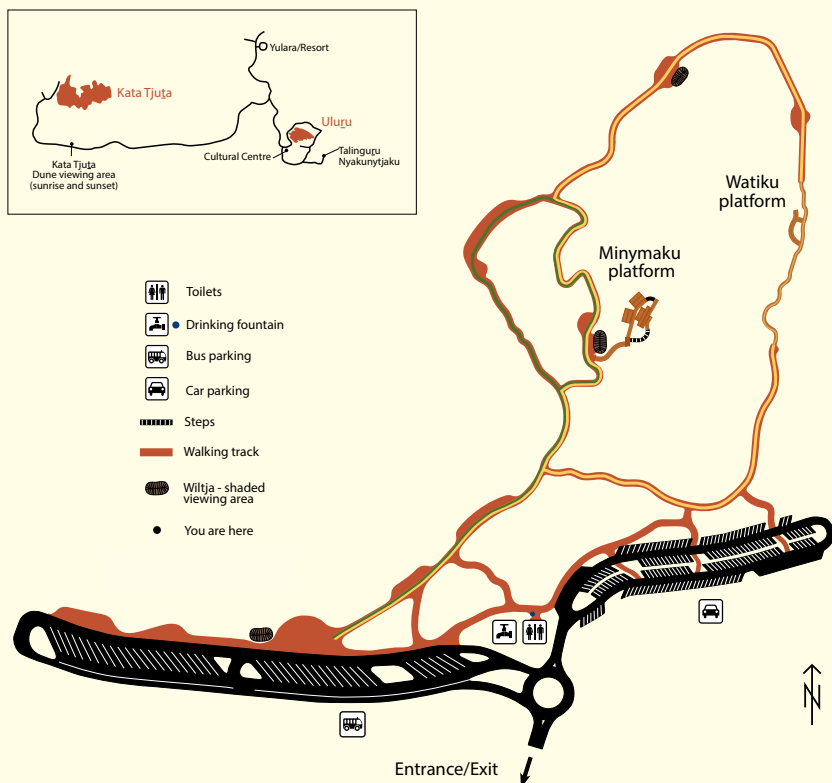 Yulara/Resort
Kata Tjuṯa
Uluṟu
Cultural Centre
Talinguṟu
Nyakunytjaku
Kata Tjuṯa
Dune viewing area
(sunrise and sunset)
Watiku
platform
Minymaku
platform
Toilets
Drinking fountain
Bus parking
Car parking
Steps
Walking track
Wiltja - shaded
viewing area
You are here
N
Entrance/Exit